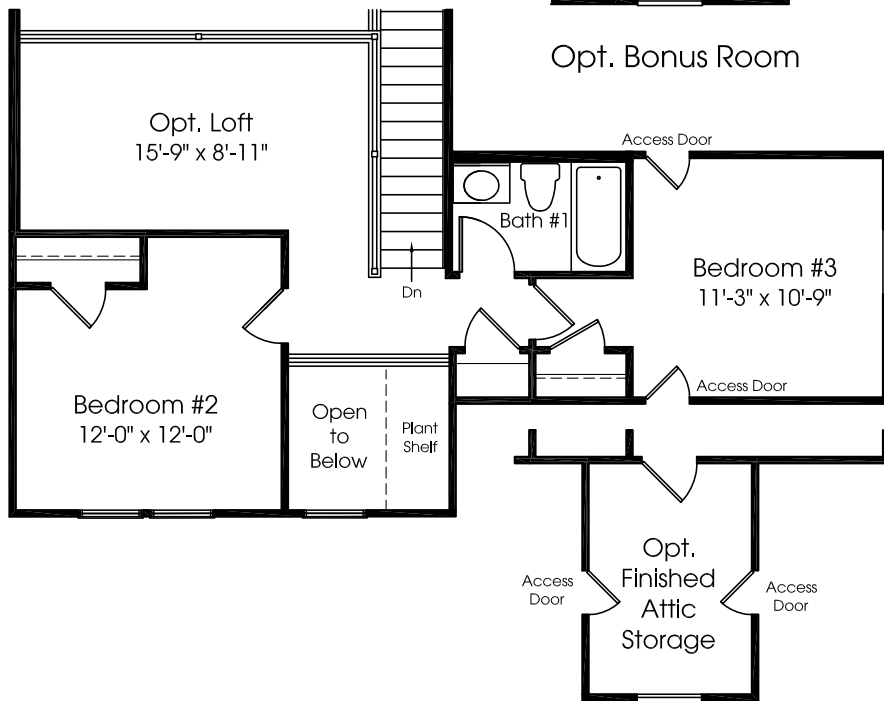 Opt. Bonus Room
Opt. Loft
15'-9" x 8'-11"
Access Door
Bath #1
Bedroom #3
11'-3" x 10'-9"
Dn
Access Door
Bedroom #2
12'-0" x 12'-0"
Open
to
Below
Plant
Shelf
Opt.
Finished
Attic
Storage
Access
Door
Access
Door